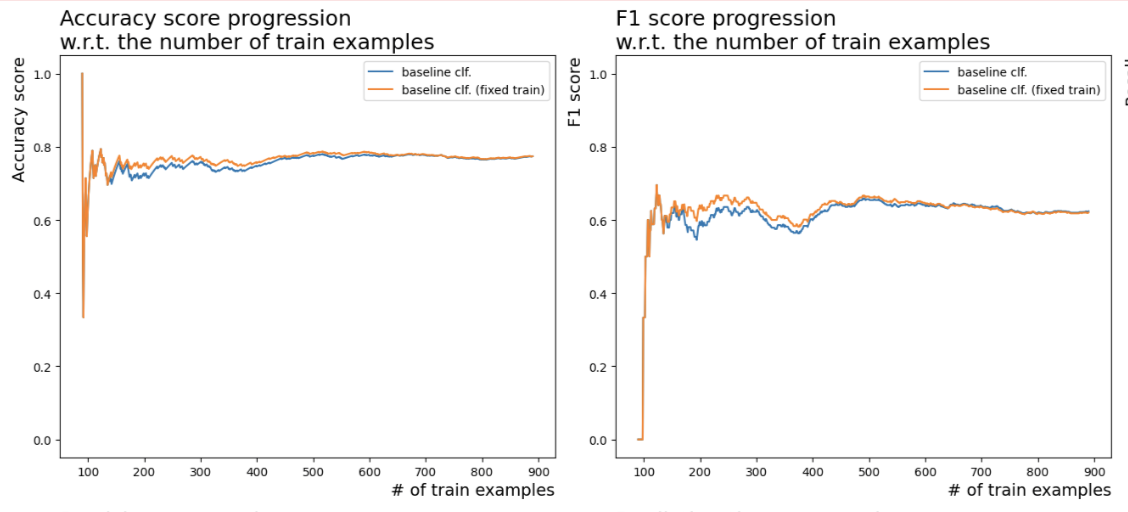 Accuracy score progression
w.r.t. the number of train examples
Accuracy score
baseline clf.
baseline clf. (fixed train)
1.0
0.8
0.6
0.4
0.2
0.0
100 200 300 400 500 600 700 800 900
# of train examples
F1 score progression
w.r.t. the number of train examples
F1 score
baseline clf.
baseline clf. (fixed train)
1.0
0.8
0.6
0.4
0.2
0.0
100 200 300 400 500 600 700 800 900
# of train examples